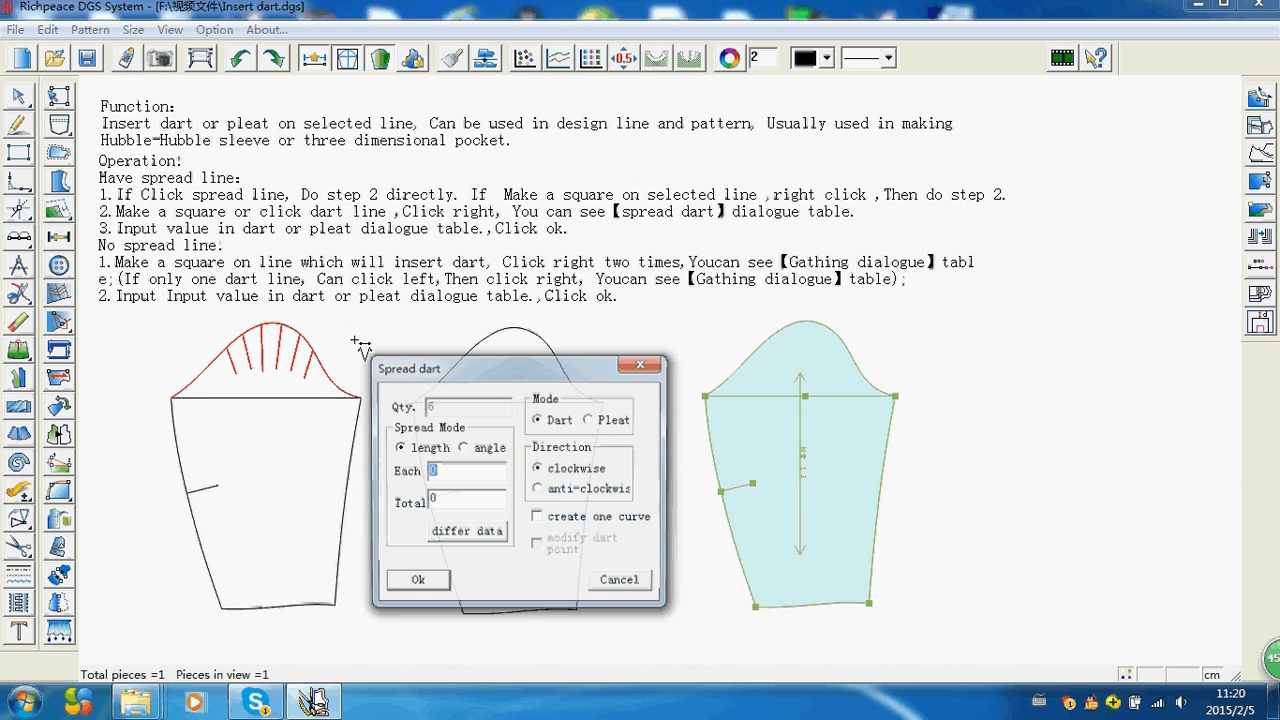 Richpeace DGS System - [F:\视频文件\Insert dart.dgs]
File Edit Pattern Size View Option About...
0.5
2
Function:
Insert dart or pleat on selected line, Can be used in design line and pattern, Usually used in making
Hubble=Hubble sleeve or three dimensional pocket.
Operation:
Have spread line:
1.If Click spread line, Do step 2 directly. If Make a square on selected line ,right click ,Then do step 2.
2.Make a square or click dart line ,Click right, You can see【spread dart】dialogue table.
3.Input value in dart or pleat dialogue table.,Click ok.
No spread line:
1.Make a square on line which will insert dart, Click right two times,Youcan see【Gathing dialogue】tabl
e;(If only one dart line, Can click left,Then click right, Youcan see【Gathing dialogue】table);
2.Input Input value in dart or pleat dialogue table.,Click ok.
Spread dart
Qty. 6
Mode
Dart Pleat
Spread Mode
length angle
Each 0
Total 0
differ data
Direction
clockwise
anti=clockwis
create one curve
modify dart
point
Ok Cancel
Total pieces =1 Pieces in view =1
cm
45
11:20
2015/2/5